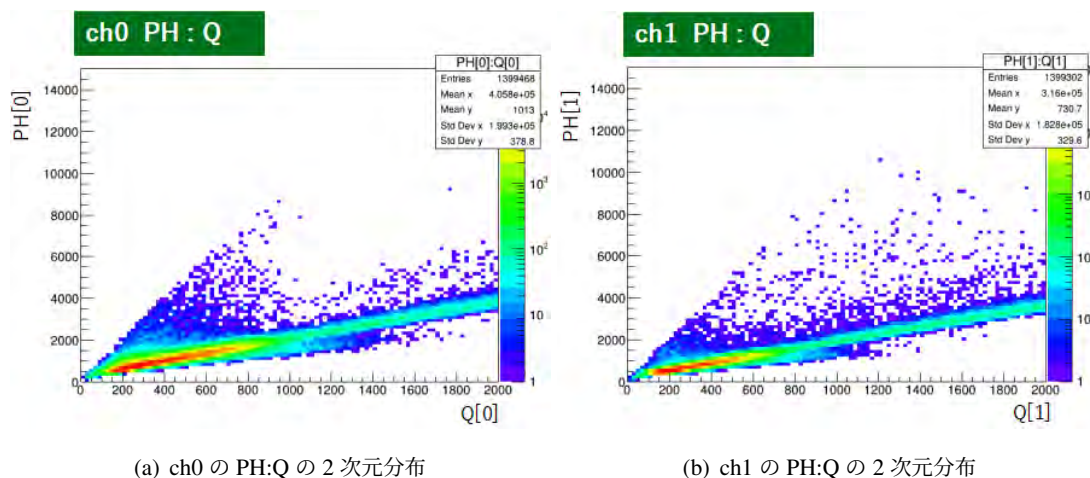 ch0 PH : Q
PH[0]:Q[0]
Entries 1399468
Mean x 4.058e+05
Mean y 1013
Std Dev x 1.993e+05
Std Dev y 378.8
PH[0]
14000
12000
10000
8000
6000
4000
2000
0
0 200 400 600 800 1000 1200 1400 1600 1800 2000
Q[0]
10³
10²
10
1
(a) ch0 の PH:Q の 2 次元分布
ch1 PH : Q
PH[1]:Q[1]
Entries 1399302
Mean x 3.16e+05
Mean y 730.7
Std Dev x 1.828e+05
Std Dev y 329.6
PH[1]
14000
12000
10000
8000
6000
4000
2000
0
0 200 400 600 800 1000 1200 1400 1600 1800 2000
Q[1]
10
10
10
1
(b) ch1 の PH:Q の 2 次元分布